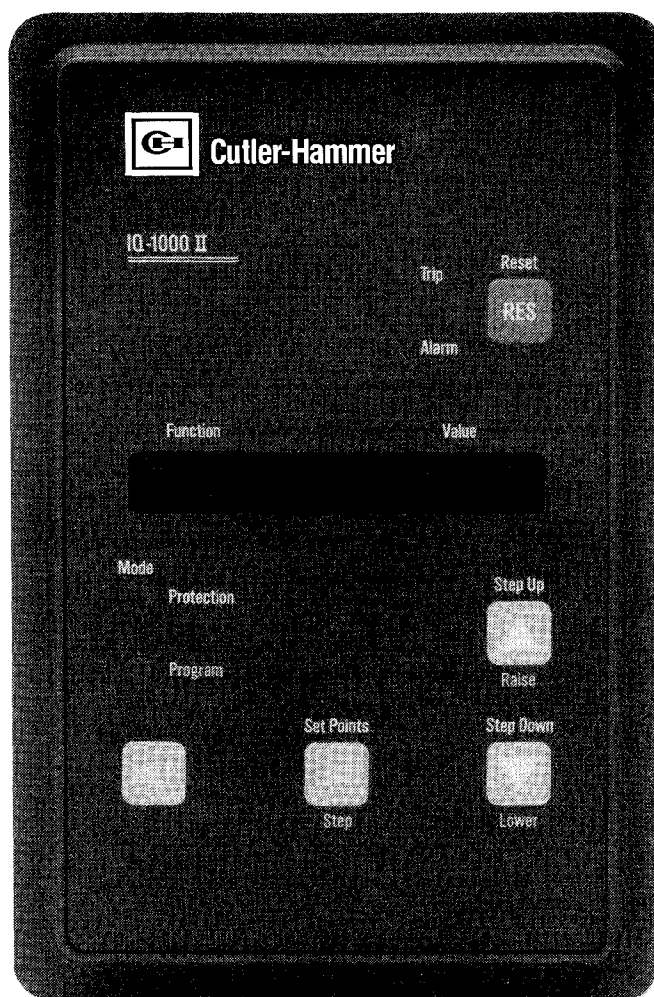 Cutler-Hammer
IQ-1000 II
Reset
Trip
RES
Alarm
Function Value
Mode
Protection
Step Up
Program
Raise
Set Points Step Down
Step Lower